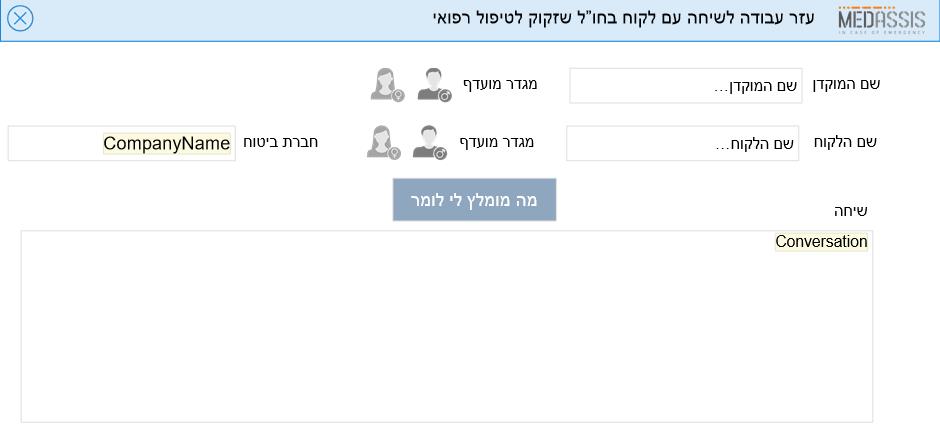 עזר עבודה לשיחה עם לקוח בחו"ל שזקוק לטיפול רפואי
MEDASSIS
IN CASE OF EMERGENCY
שם המוקדן
שם המוקדן...
מגדר מועדף
שם הלקוח
שם הלקוח...
מגדר מועדף
חברת ביטוח
CompanyName
מה מומלץ לי לומר
שיחה
Conversation